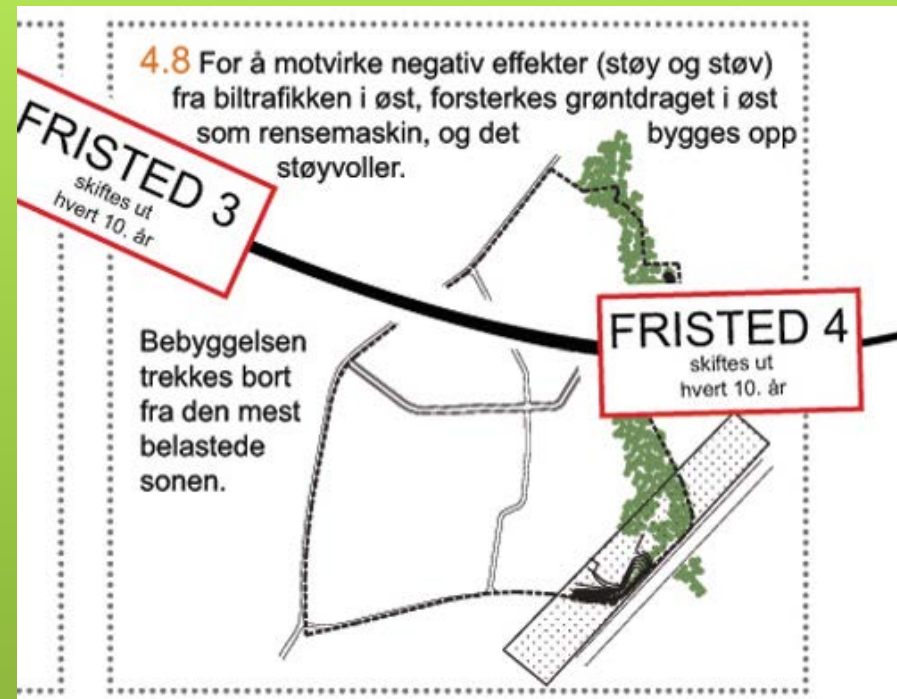 4.8 For å motvirke negativ effekter (støy og støv)
fra biltrafikken i øst, forsterkes grøntdraget i øst
som rensemaskin, og det bygges opp
støyvoller.
FRISTED 3
skiftes ut
hvert 10. år
FRISTED 4
skiftes ut
hvert 10. år
Bebyggelsen
trekkes bort
fra den mest
belastede
sonen.